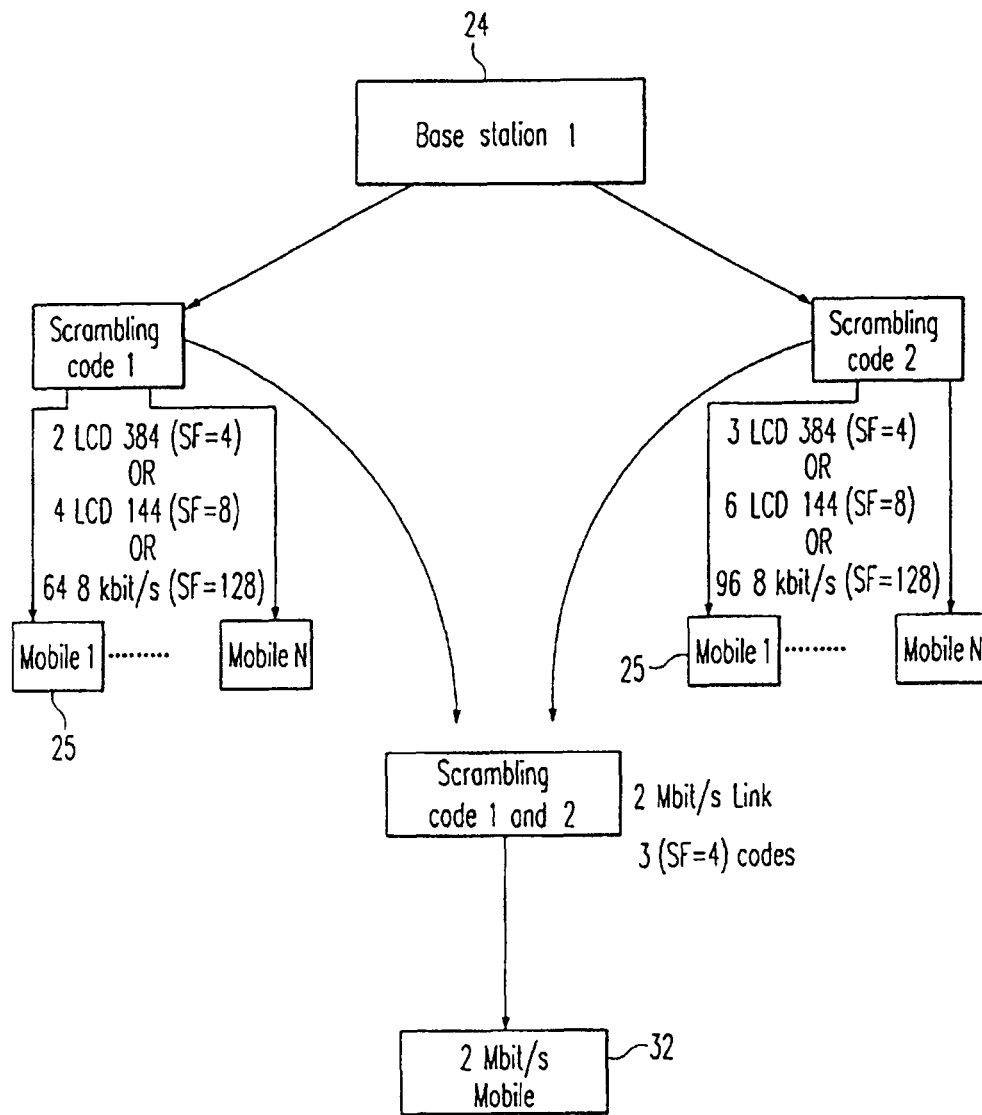 24
Base station 1
Scrambling
code 1
2 LCD 384 (SF=4)
OR
4 LCD 144 (SF=8)
OR
64 8 kbit/s (SF=128)
Mobile 1 ......... Mobile N
25
Scrambling
code 2
3 LCD 384 (SF=4)
OR
6 LCD 144 (SF=8)
OR
96 8 kbit/s (SF=128)
25
Mobile 1 ......... Mobile N
Scrambling
code 1 and 2
2 Mbit/s Link
3 (SF=4) codes
2 Mbit/s
Mobile
32